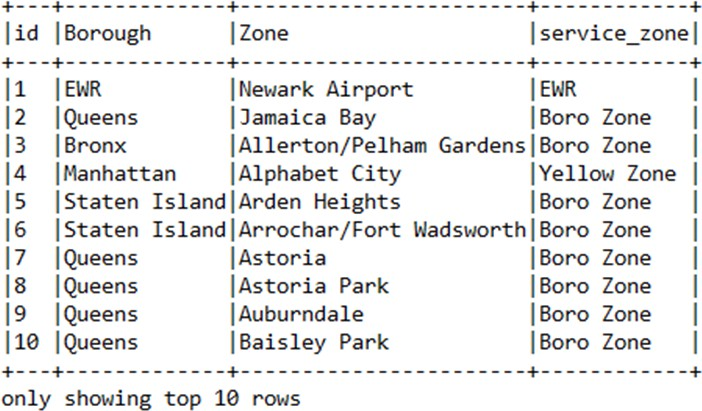 +---+-------------+-----------------------+------------+
|id |Borough      |Zone                   |service_zone|
+---+-------------+-----------------------+------------+
|1  |EWR          |Newark Airport         |EWR         |
|2  |Queens       |Jamaica Bay            |Boro Zone   |
|3  |Bronx        |Allerton/Pelham Gardens|Boro Zone   |
|4  |Manhattan    |Alphabet City          |Yellow Zone |
|5  |Staten Island|Arden Heights          |Boro Zone   |
|6  |Staten Island|Arrochar/Fort Wadsworth|Boro Zone   |
|7  |Queens       |Astoria                |Boro Zone   |
|8  |Queens       |Astoria Park           |Boro Zone   |
|9  |Queens       |Auburndale             |Boro Zone   |
|10 |Queens       |Baisley Park           |Boro Zone   |
+---+-------------+-----------------------+------------+
only showing top 10 rows